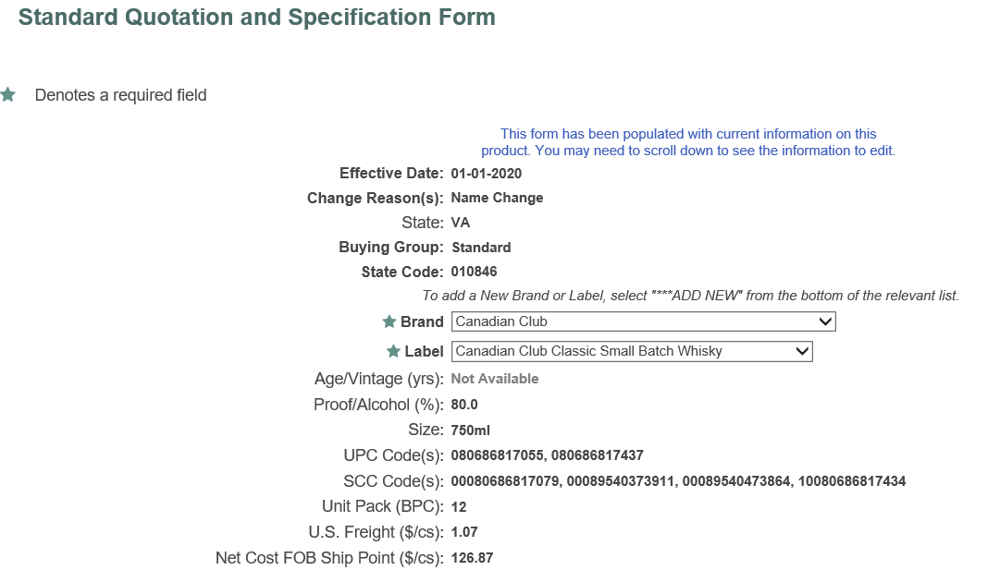 Standard Quotation and Specification Form
Denotes a required field
This form has been populated with current information on this
product. You may need to scroll down to see the information to edit.
Effective Date: 01-01-2020
Change Reason(s): Name Change
State: VA
Buying Group: Standard
State Code: 010846
To add a New Brand or Label, select "****ADD NEW" from the bottom of the relevant list.
Brand Canadian Club
Label Canadian Club Classic Small Batch Whisky
Age/Vintage (yrs): Not Available
Proof/Alcohol (%): 80.0
Size: 750ml
UPC Code(s): 080686817055, 080686817437
SCC Code(s): 00080686817079, 00089540373911, 00089540473864, 10080686817434
Unit Pack (BPC): 12
U.S. Freight ($/cs): 1.07
Net Cost FOB Ship Point ($/cs): 126.87